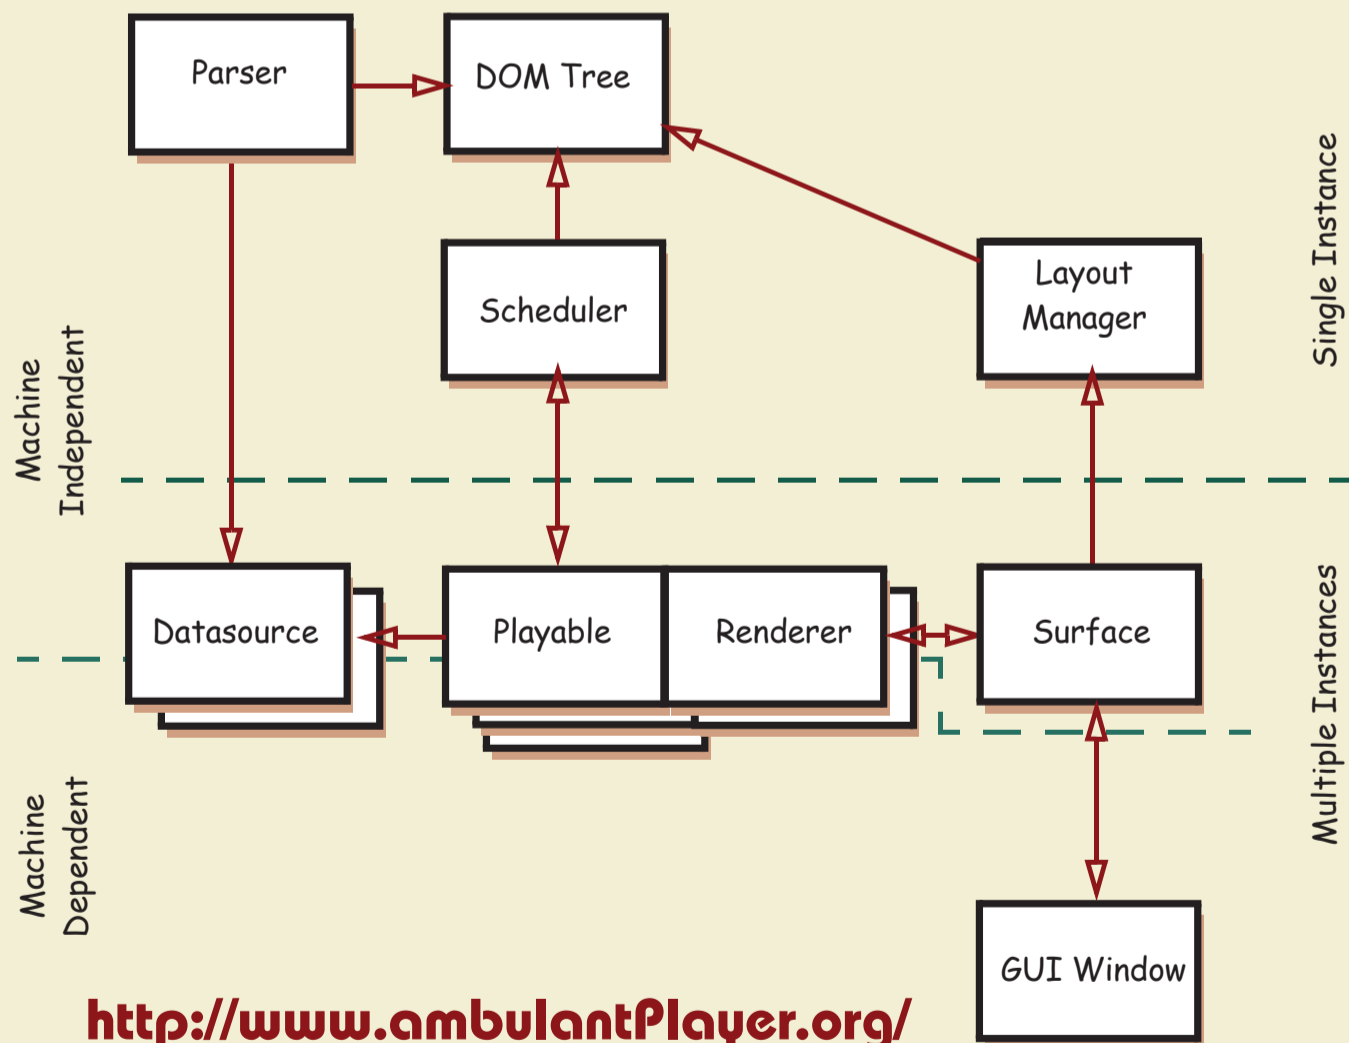 Parser
DOM Tree
Scheduler
Layout
Manager
Single Instance
Machine
Independent
Datasource
Playable
Renderer
Surface
Multiple Instances
Machine
Dependent
GUI Window
http://www.ambulantPlayer.org/